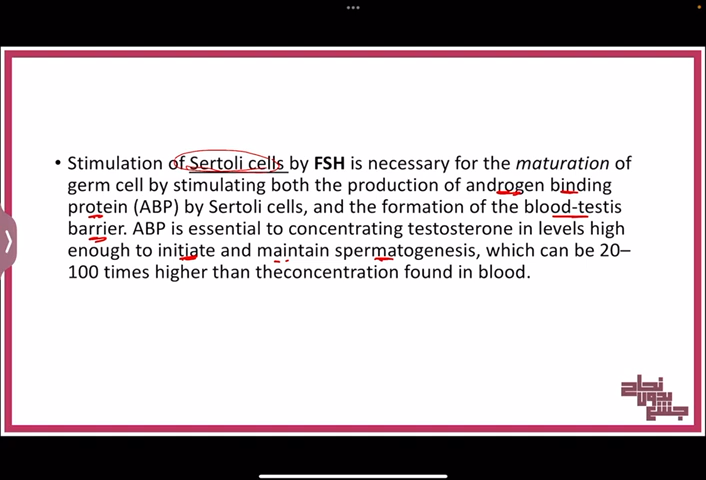 • Stimulation of Sertoli cells by FSH is necessary for the maturation of
germ cell by stimulating both the production of androgen binding
protein (ABP) by Sertoli cells, and the formation of the blood-testis
barrier. ABP is essential to concentrating testosterone in levels high
enough to initiate and maintain spermatogenesis, which can be 20–
100 times higher than theconcentration found in blood.
نجاح
بدون
جشع